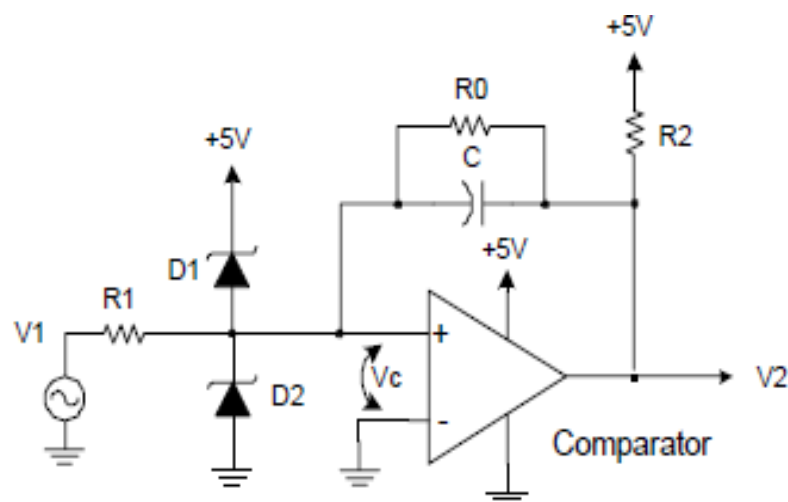 +5V
R0
R2
+5V
C
+5V
D1
R1
V1
+
Vc
D2
-
V2
Comparator